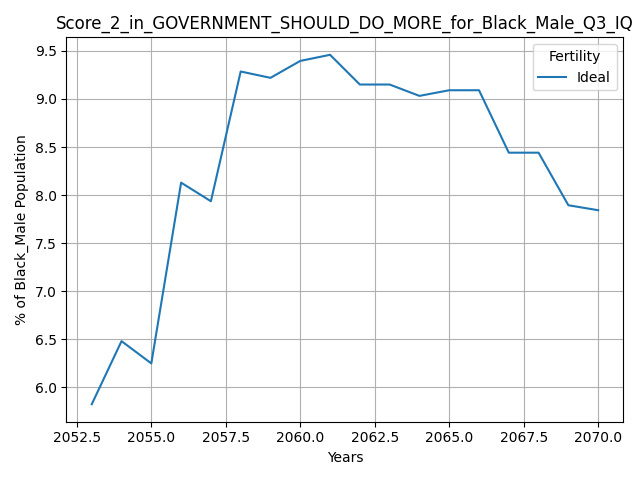 Score_2_in_GOVERNMENT_SHOULD_DO_MORE_for_Black_Male_Q3_IQ
Fertility
Ideal
% of Black_Male Population
9.5
9.0
8.5
8.0
7.5
7.0
6.5
6.0
2052.5 2055.0 2057.5 2060.0 2062.5 2065.0 2067.5 2070.0
Years